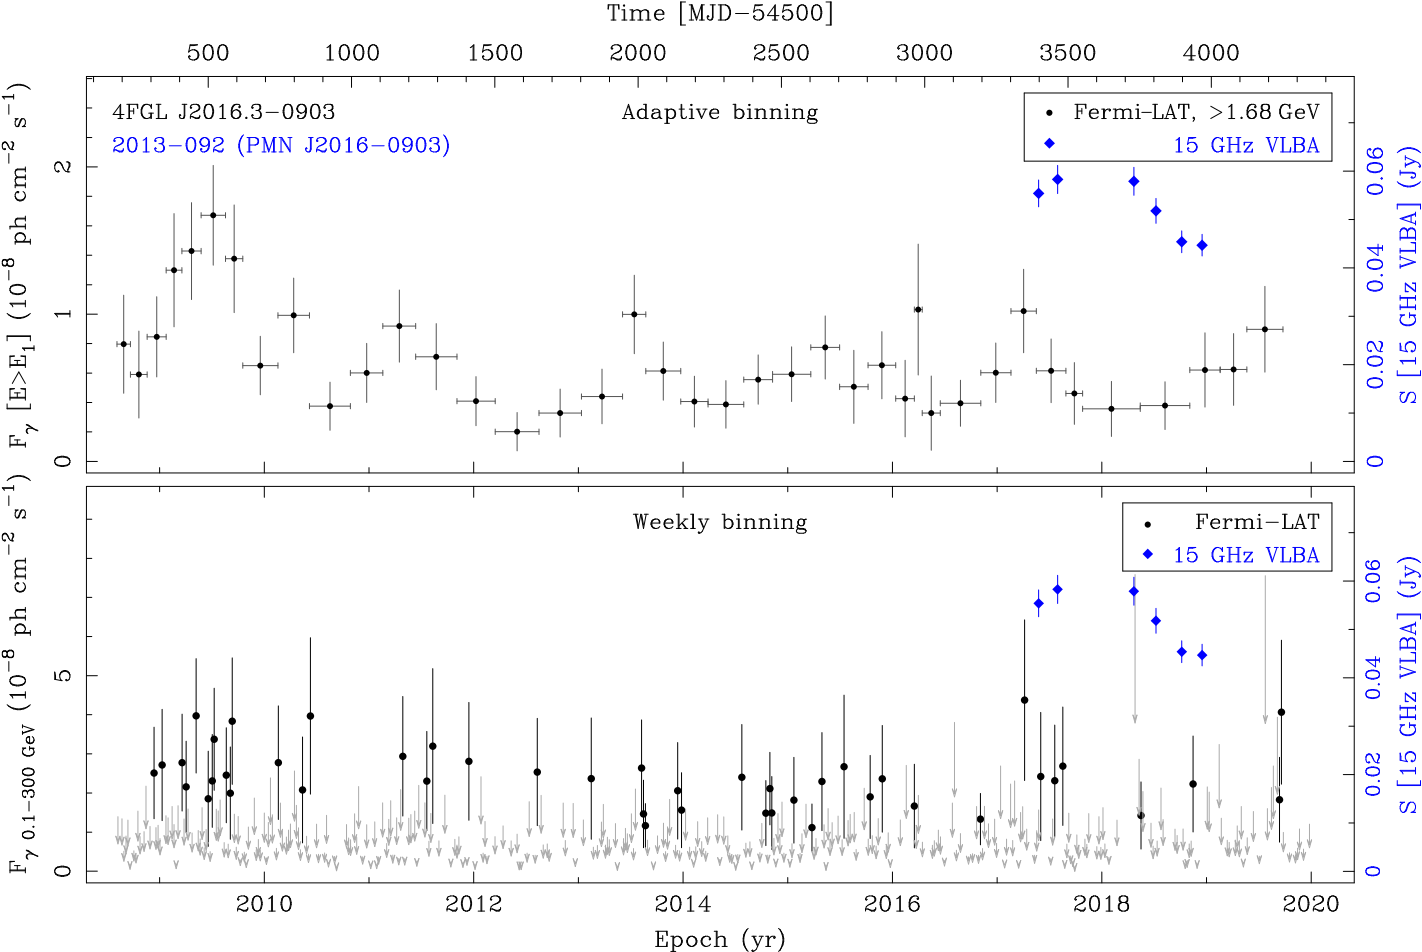 Time [MJD−54500]
500 1000 1500 2000 2500 3000 3500 4000
4FGL J2016.3−0903
2013−092 (PMN J2016−0903)
Adaptive binning
Fermi−LAT, >1.68 GeV
15 GHz VLBA
F_γ [E>E_1] (10^−8 ph cm^−2 s^−1)
2
1
0
S [15 GHz VLBA] (Jy)
0.06
0.04
0.02
0
Weekly binning
Fermi−LAT
15 GHz VLBA
F_γ 0.1−300 GeV (10^−8 ph cm^−2 s^−1)
5
0
S [15 GHz VLBA] (Jy)
0.06
0.04
0.02
0
2010 2012 2014 2016 2018 2020
Epoch (yr)